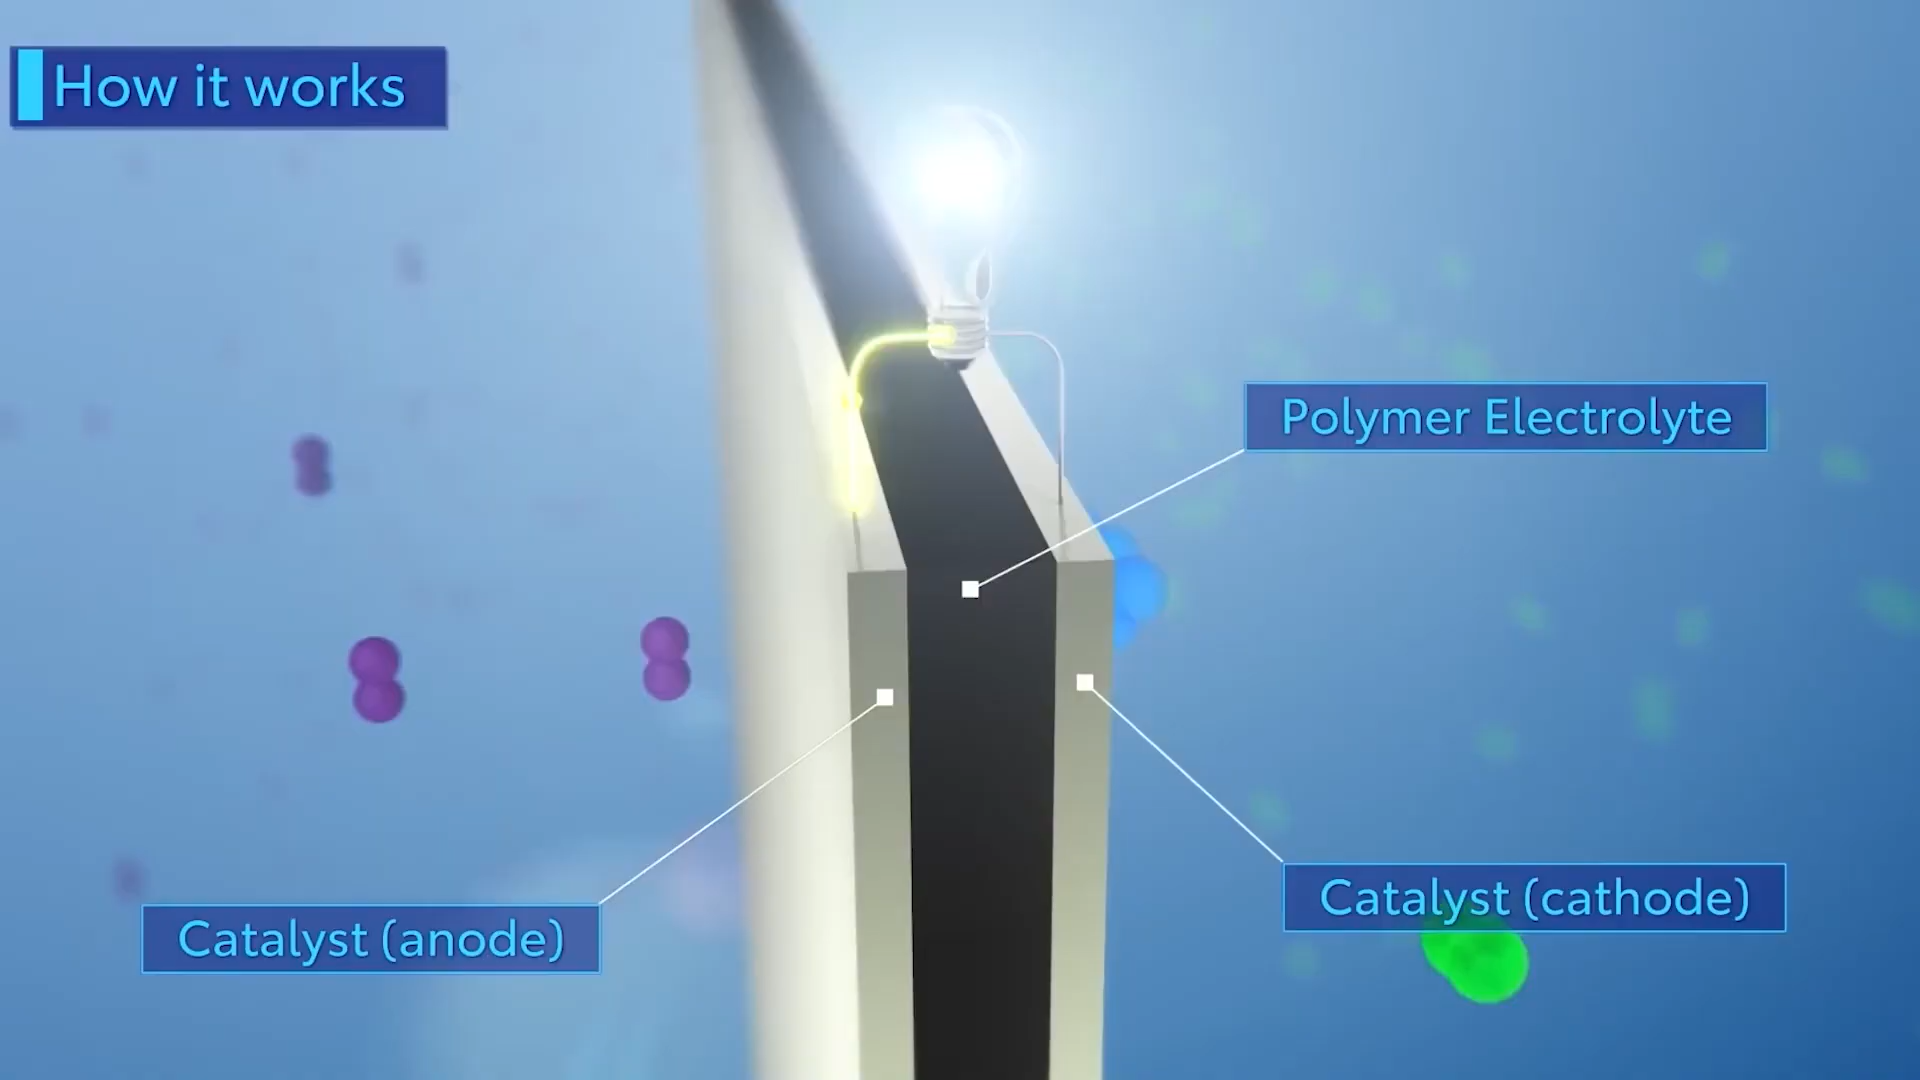 How it works
Polymer Electrolyte
Catalyst (cathode)
Catalyst (anode)